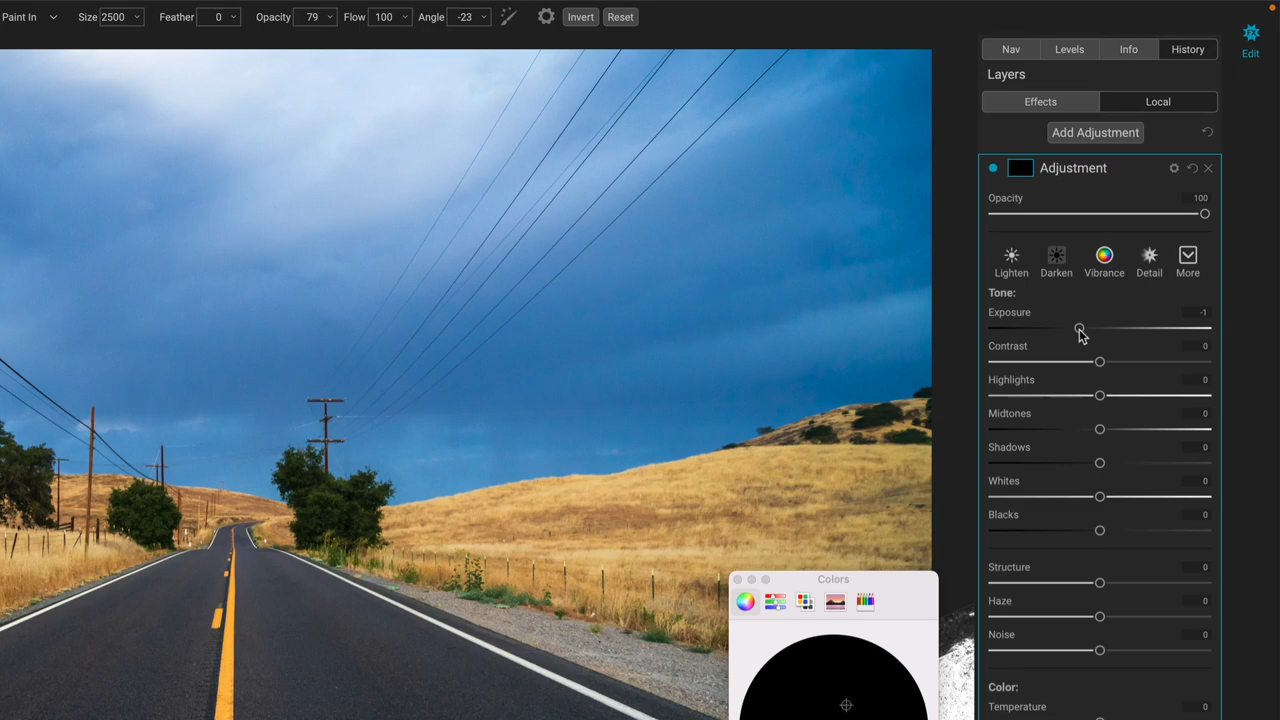 Paint In Size 2500 Feather 0 Opacity 79 Flow 100 Angle -23 Invert Reset
Edit
Nav Levels Info History
Layers
Effects Local
Add Adjustment
Adjustment
Opacity 100
Lighten Darken Vibrance Detail More
Tone:
Exposure -1
Contrast 0
Highlights 0
Midtones 0
Shadows 0
Whites 0
Blacks 0
Structure 0
Haze 0
Noise 0
Color:
Temperature 0
Colors